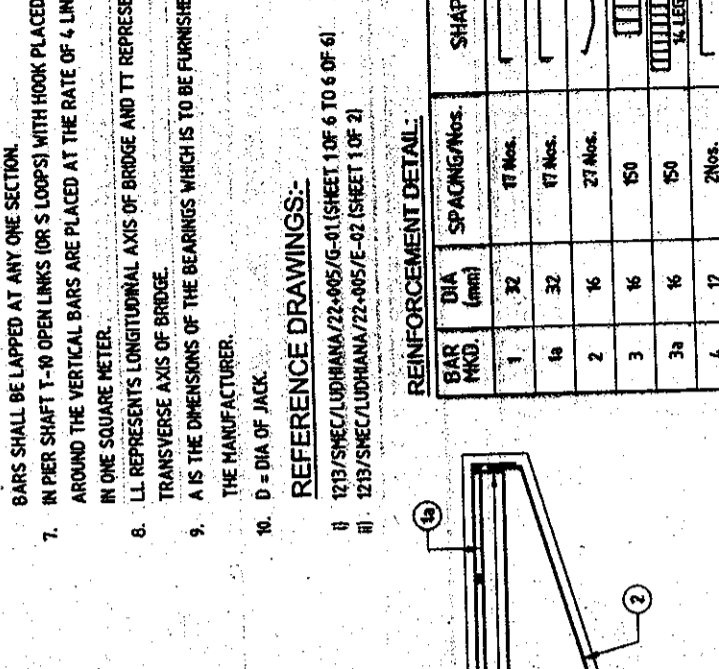 BARS SHALL BE LAPPED AT ANY ONE SECTION.
7. IN PIER SHAFT T-10 OPEN LINKS (OR S LOOPS) WITH HOOK PLACED
AROUND THE VERTICAL BARS ARE PLACED AT THE RATE OF 4
IN ONE SQUARE METER.
8. LL REPRESENTS LONGITUDINAL AXIS OF BRIDGE AND TT
TRANSVERSE AXIS OF BRIDGE.
9. A IS THE DIMENSIONS OF THE BEARINGS WHICH IS TO BE
THE MANUFACTURER.
10. D = DIA OF JACK.
REFERENCE DRAWINGS:-
i) 1213/SMEC/LUDHIANA/22+005/G-01 (SHEET 1 OF 6 TO 6 OF 6)
ii) 1213/SMEC/LUDHIANA/22+005/E-02 (SHEET 1 OF 2)
REINFORCEMENT DETAIL:
BAR MKD. DIA (mm) SPACING/Nos.
1 32 17 Nos.
1a 32 17 Nos.
2 16 27 Nos.
3 16 150
3a 16 150 14 LEG
4 12 2Nos.
1a
2